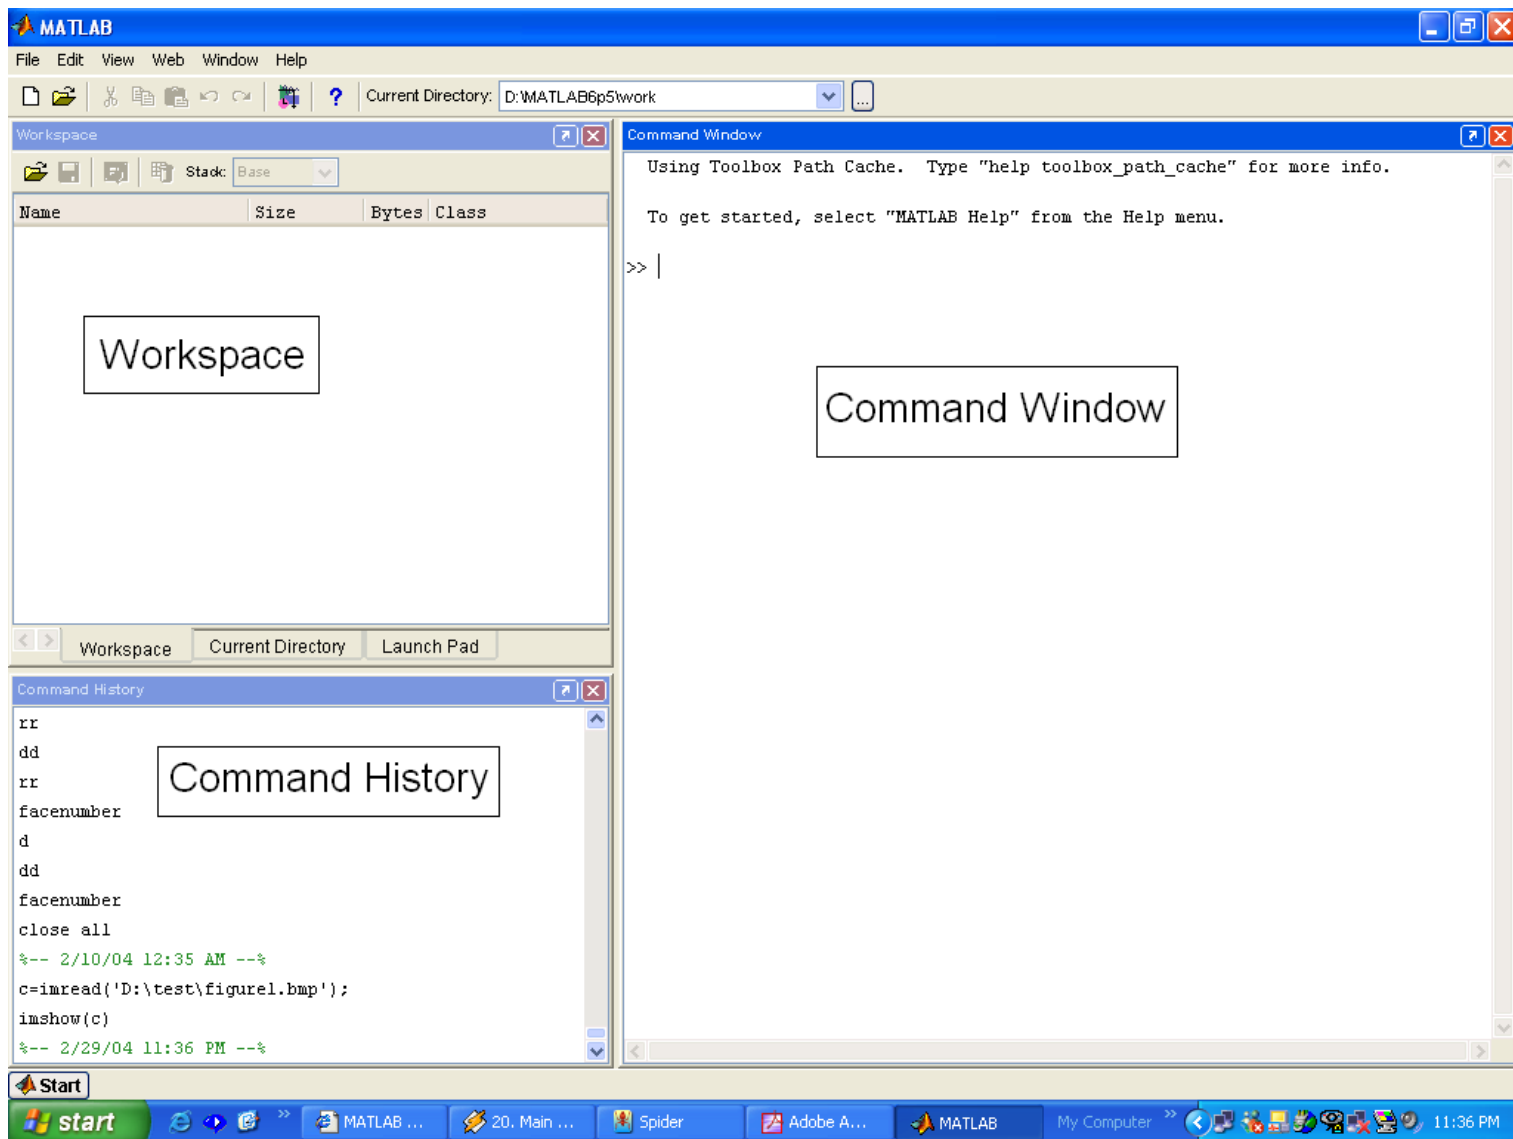 MATLAB
File Edit View Web Window Help
? Current Directory: D:\MATLAB6p5\work ...
Workspace
Stack: Base
Name Size Bytes Class
Workspace
Workspace Current Directory Launch Pad
Command History
rr
dd
rr
facenumber
d
dd
facenumber
close all
%-- 2/10/04 12:35 AM --%
c=imread('D:\test\figure1.bmp');
imshow(c)
%-- 2/29/04 11:36 PM --%
Command History
Command Window
Using Toolbox Path Cache. Type "help toolbox_path_cache" for more info.
To get started, select "MATLAB Help" from the Help menu.
>>
Command Window
Start
start MATLAB ... 20. Main ... Spider Adobe A... MATLAB My Computer 11:36 PM